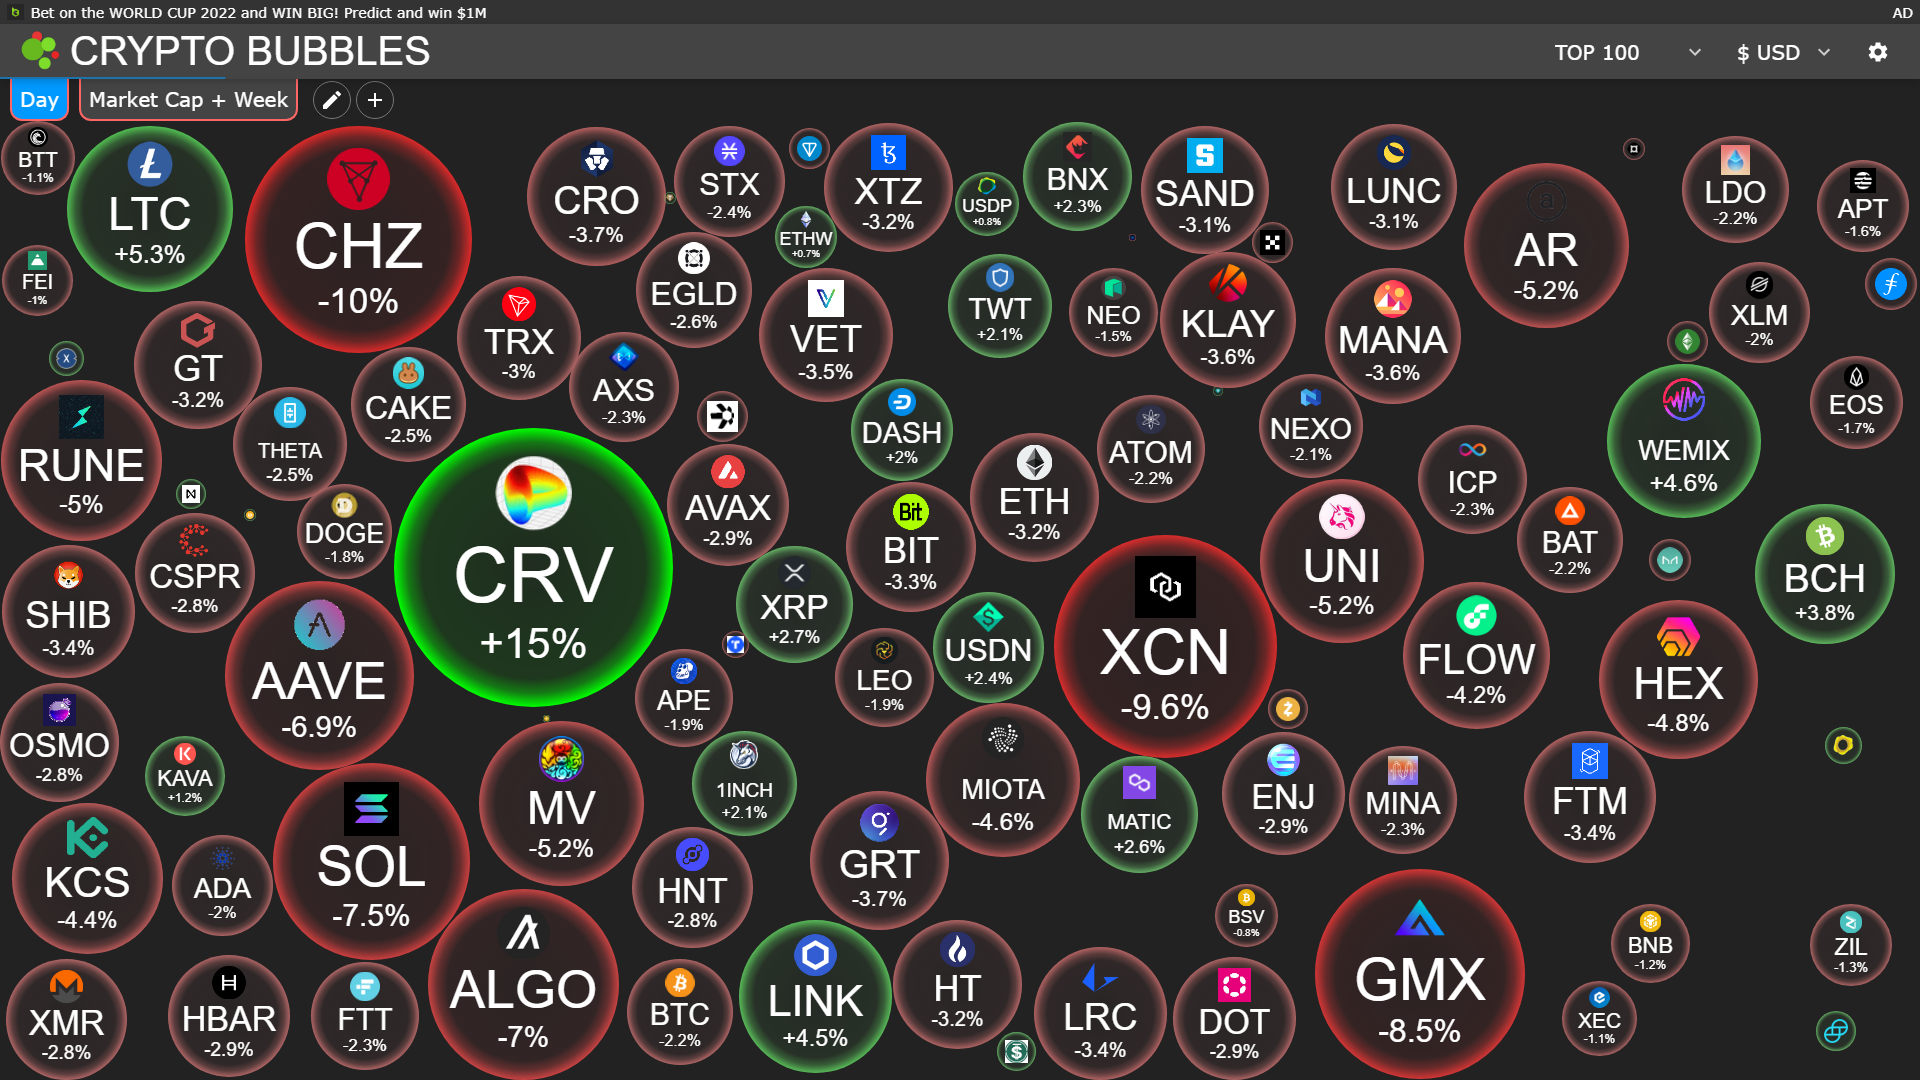 Bet on the WORLD CUP 2022 and WIN BIG! Predict and win $1M
AD
CRYPTO BUBBLES
TOP 100
$ USD
Day
Market Cap + Week
BTT
-1.1%
LTC
+5.3%
CHZ
-10%
CRO
-3.7%
STX
-2.4%
XTZ
-3.2%
USDP
+0.8%
BNX
+2.3%
SAND
-3.1%
LUNC
-3.1%
AR
-5.2%
LDO
-2.2%
APT
-1.6%
ETHW
+0.7%
FEI
-1%
GT
-3.2%
TRX
-3%
EGLD
-2.6%
VET
-3.5%
TWT
+2.1%
NEO
-1.5%
KLAY
-3.6%
MANA
-3.6%
XLM
-2%
RUNE
-5%
THETA
-2.5%
CAKE
-2.5%
AXS
-2.3%
DASH
+2%
ATOM
-2.2%
NEXO
-2.1%
ICP
-2.3%
WEMIX
+4.6%
EOS
-1.7%
DOGE
-1.8%
CRV
+15%
AVAX
-2.9%
Bit
BIT
-3.3%
ETH
-3.2%
UNI
-5.2%
BAT
-2.2%
BCH
+3.8%
SHIB
-3.4%
CSPR
-2.8%
AAVE
-6.9%
XRP
+2.7%
USDN
+2.4%
XCN
-9.6%
FLOW
-4.2%
HEX
-4.8%
OSMO
-2.8%
KAVA
+1.2%
APE
-1.9%
LEO
-1.9%
MV
-5.2%
1INCH
+2.1%
MIOTA
-4.6%
MATIC
+2.6%
ENJ
-2.9%
MINA
-2.3%
FTM
-3.4%
KCS
-4.4%
ADA
-2%
SOL
-7.5%
HNT
-2.8%
GRT
-3.7%
BSV
-0.8%
GMX
-8.5%
BNB
-1.2%
ZIL
-1.3%
XMR
-2.8%
HBAR
-2.9%
FTT
-2.3%
ALGO
-7%
BTC
-2.2%
LINK
+4.5%
HT
-3.2%
LRC
-3.4%
DOT
-2.9%
XEC
-1.1%